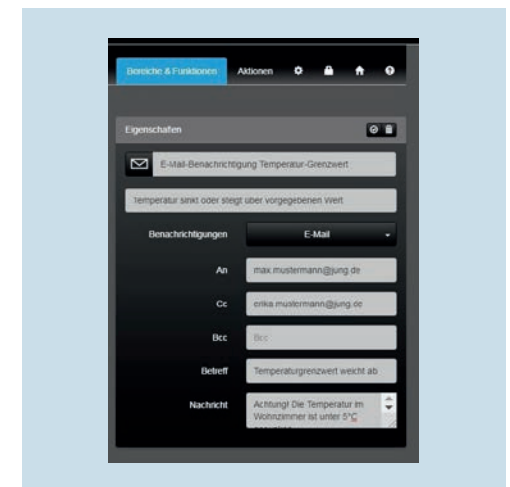 Bereiche & Funktionen Aktionen
Eigenschaften
E-Mail-Benachrichtigung Temperatur-Grenzwert
Temperatur sinkt oder steigt über vorgegebenen Wert
Benachrichtigungen E-Mail
An max.mustermann@jung.de
Cc erika.mustermann@jung.de
Bcc Bcc
Betreff Temperaturgrenzwert weicht ab
Nachricht Achtung! Die Temperatur im
Wohnzimmer ist unter 5°C